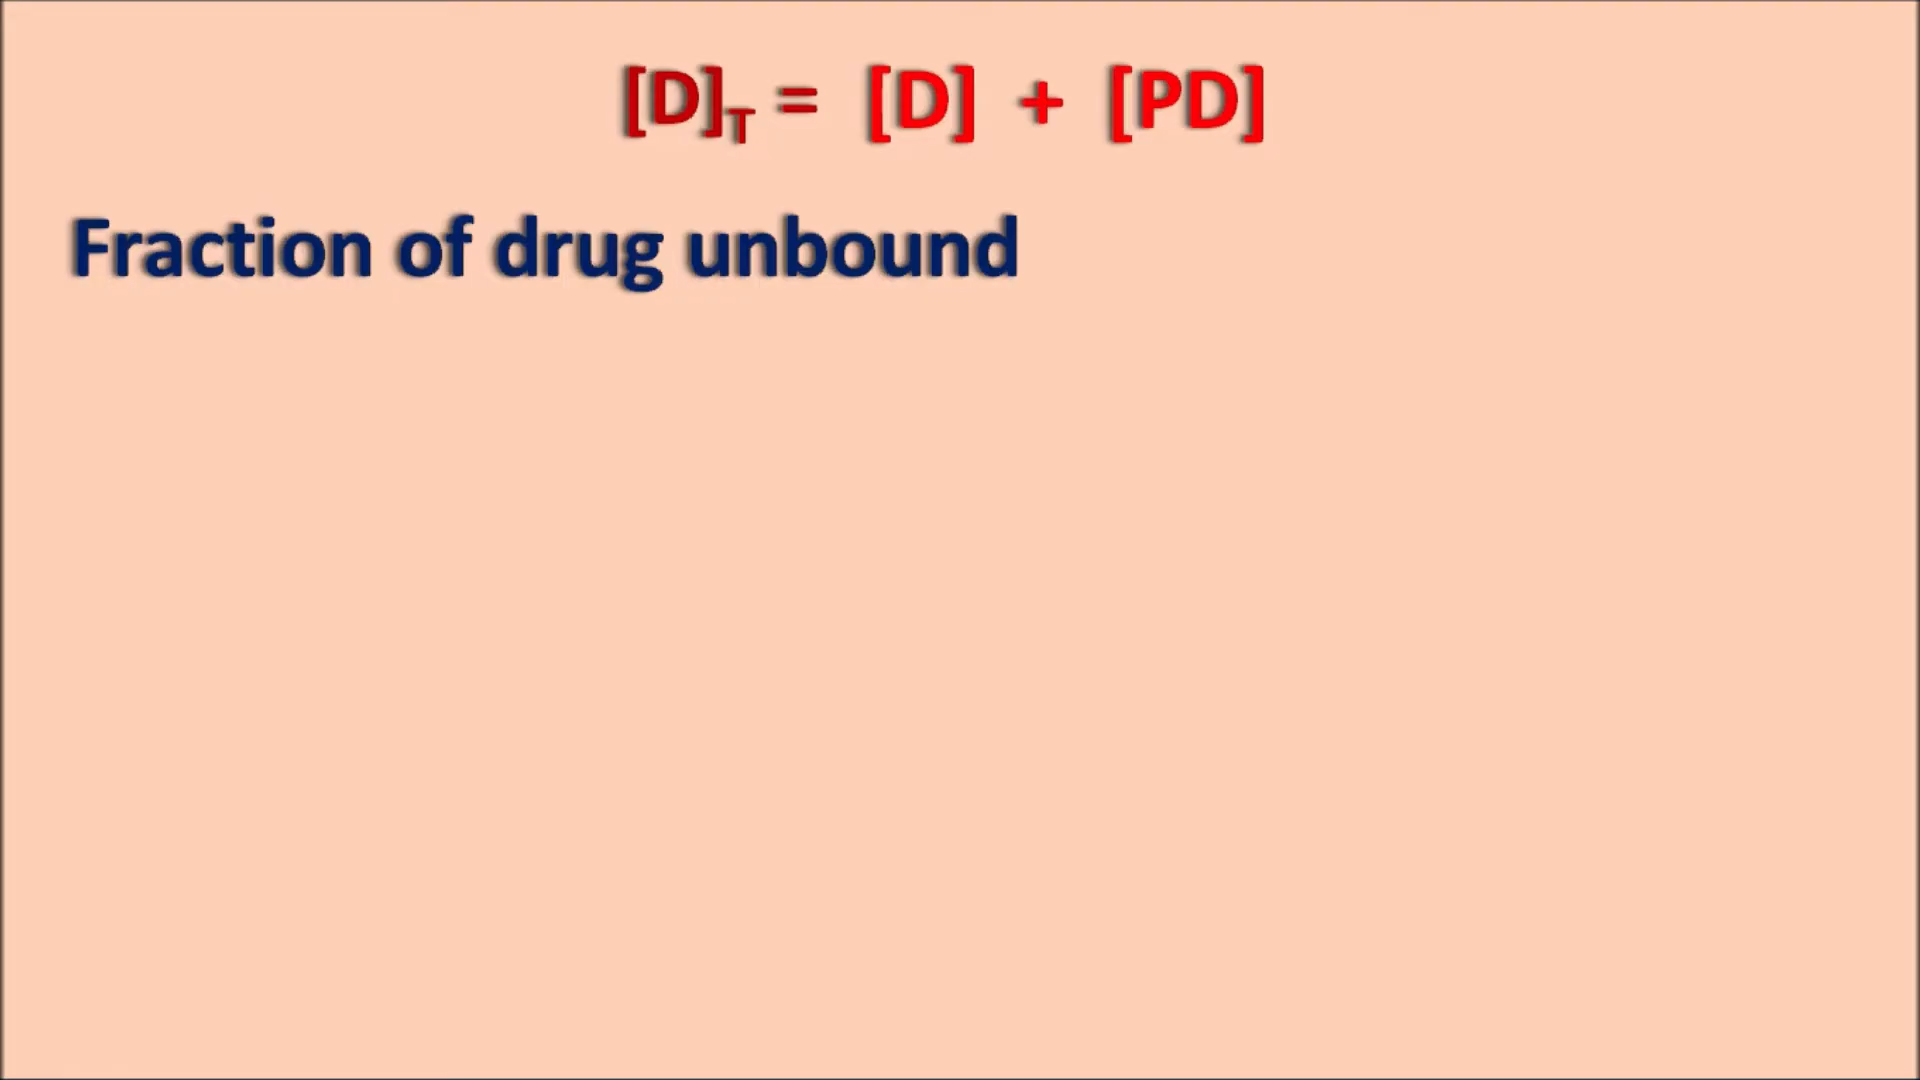 [D]T = [D] + [PD]
Fraction of drug unbound